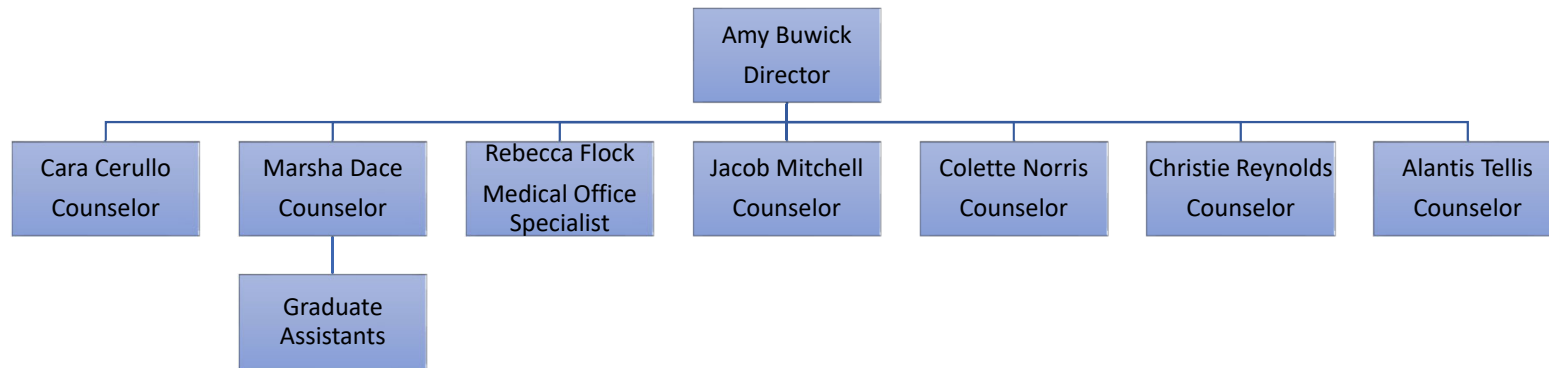 Amy Buwick
Director
Cara Cerullo
Counselor
Marsha Dace
Counselor
Rebecca Flock
Medical Office
Specialist
Jacob Mitchell
Counselor
Colette Norris
Counselor
Christie Reynolds
Counselor
Alantis Tellis
Counselor
Graduate
Assistants